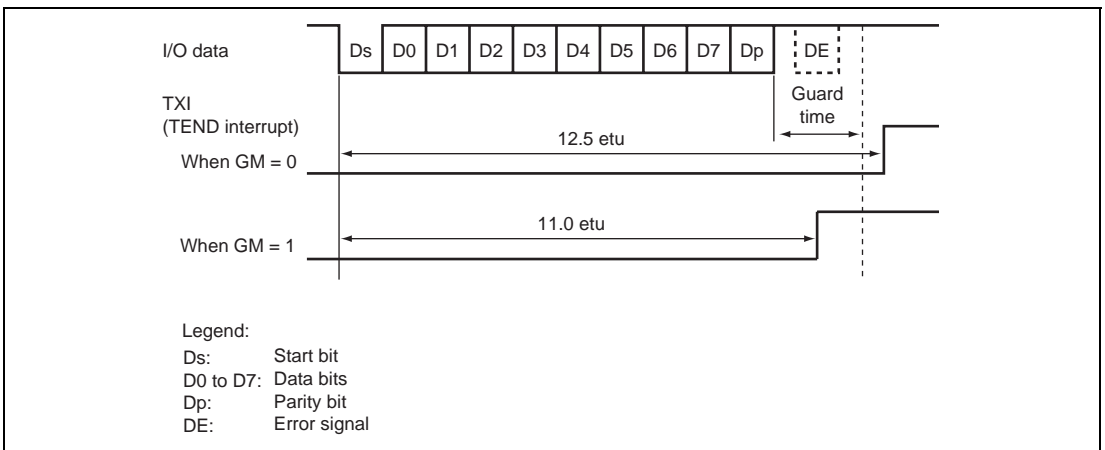 I/O data
Ds D0 D1 D2 D3 D4 D5 D6 D7 Dp DE
Guard
time
TXI
(TEND interrupt)
12.5 etu
When GM = 0
11.0 etu
When GM = 1
Legend:
Ds: Start bit
D0 to D7: Data bits
Dp: Parity bit
DE: Error signal